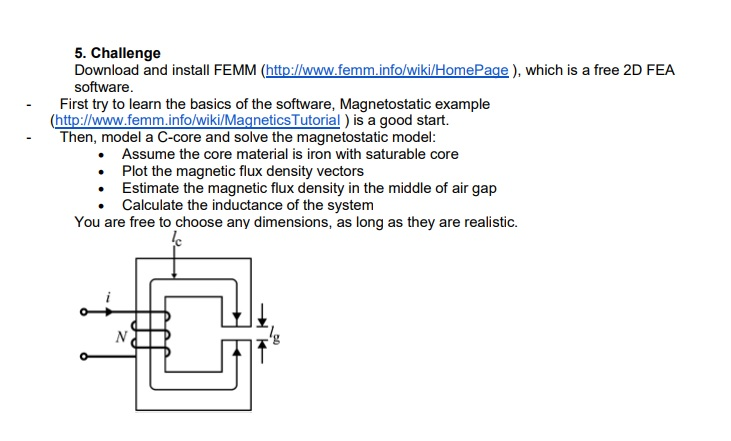 5. Challenge
Download and install FEMM (http://www.femm.info/wiki/HomePage ), which is a free 2D FEA
software.
- First try to learn the basics of the software, Magnetostatic example
(http://www.femm.info/wiki/MagneticsTutorial ) is a good start.
- Then, model a C-core and solve the magnetostatic model:
• Assume the core material is iron with saturable core
• Plot the magnetic flux density vectors
• Estimate the magnetic flux density in the middle of air gap
• Calculate the inductance of the system
You are free to choose any dimensions, as long as they are realistic.
lc
i
N
lg